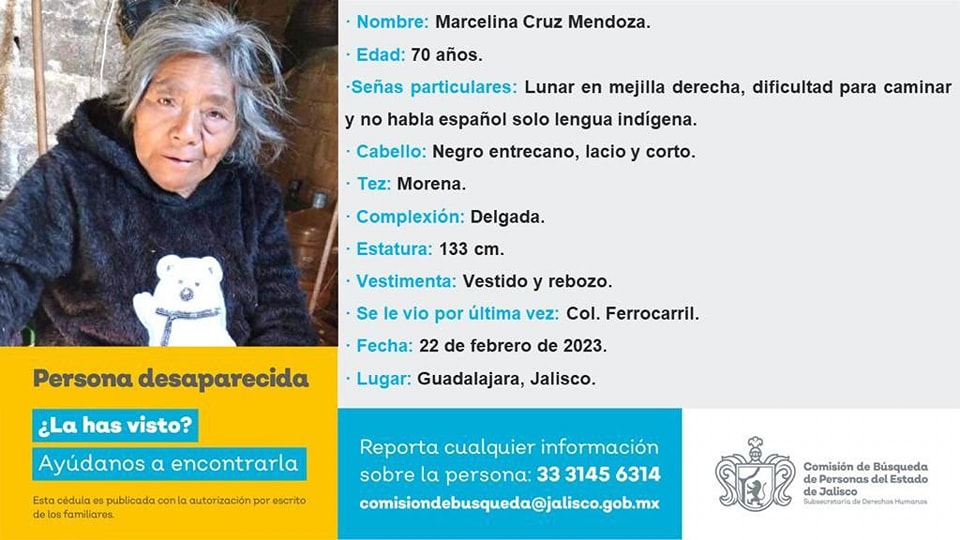 · Nombre: Marcelina Cruz Mendoza.
· Edad: 70 años.
·Señas particulares: Lunar en mejilla derecha, dificultad para caminar
y no habla español solo lengua indígena.
· Cabello: Negro entrecano, lacio y corto.
· Tez: Morena.
· Complexión: Delgada.
· Estatura: 133 cm.
· Vestimenta: Vestido y rebozo.
· Se le vio por última vez: Col. Ferrocarril.
· Fecha: 22 de febrero de 2023.
· Lugar: Guadalajara, Jalisco.
Persona desaparecida
¿La has visto?
Ayúdanos a encontrarla
Esta cédula es publicada con la autorización por escrito
de los familiares.
Reporta cualquier información
sobre la persona: 33 3145 6314
comisiondebusqueda@jalisco.gob.mx
Comisión de Búsqueda
de Personas del Estado
de Jalisco
Subsecretaría de Derechos Humanos